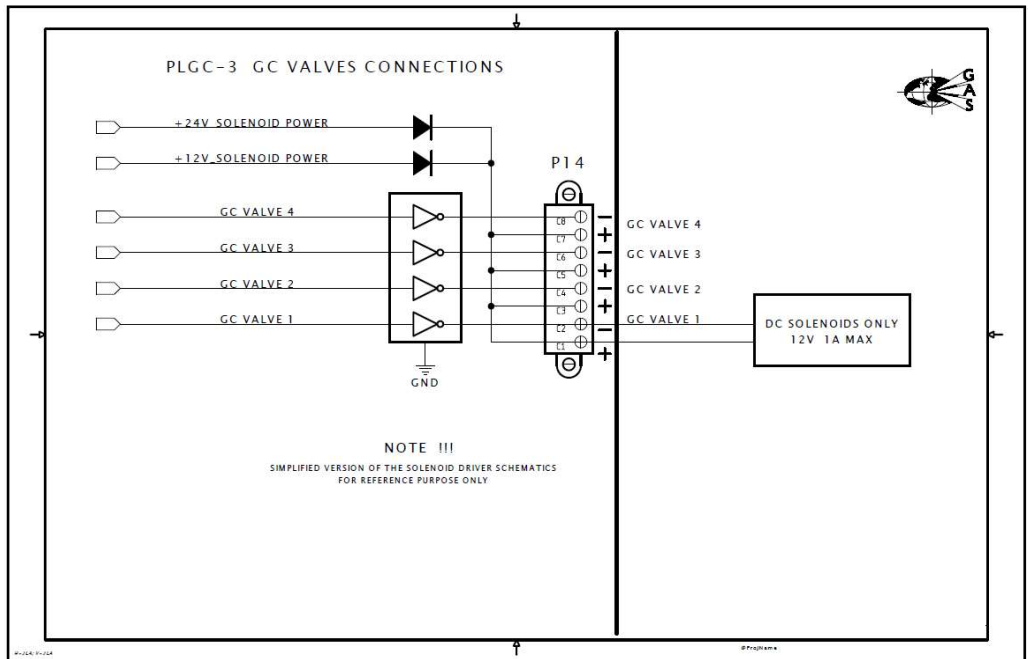 PLGC-3 GC VALVES CONNECTIONS
GAS
+24V SOLENOID POWER
+12V_SOLENOID POWER
P14
GC VALVE 4
C8
−
GC VALVE 4
C7
+
GC VALVE 3
C6
−
GC VALVE 3
C5
+
GC VALVE 2
C4
−
GC VALVE 2
C3
+
GC VALVE 1
C2
−
GC VALVE 1
C1
+
DC SOLENOIDS ONLY
12V 1A MAX
GND
NOTE !!!
SIMPLIFIED VERSION OF THE SOLENOID DRIVER SCHEMATICS
FOR REFERENCE PURPOSE ONLY
@ProjName